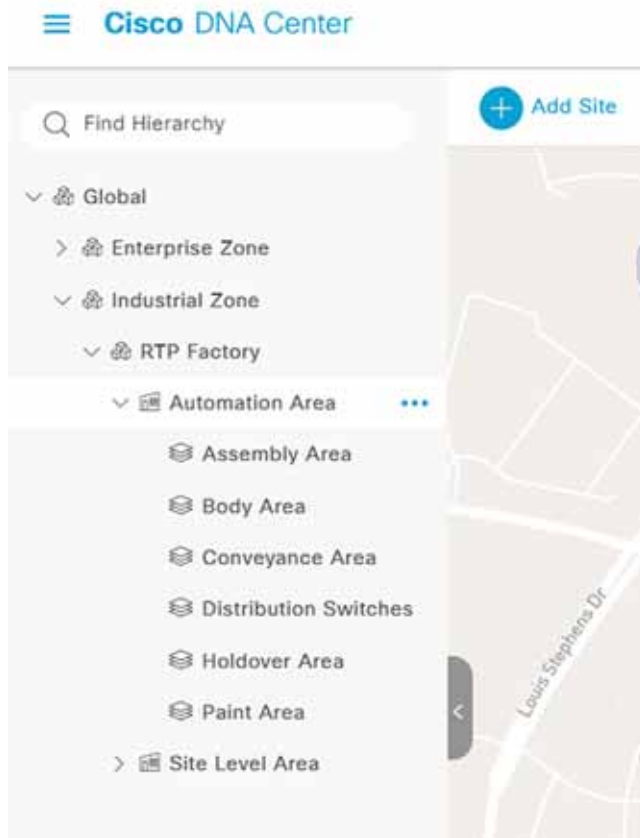 Cisco DNA Center
Find Hierarchy
Add Site
Global
Enterprise Zone
Industrial Zone
RTP Factory
Automation Area
Assembly Area
Body Area
Conveyance Area
Distribution Switches
Holdover Area
Paint Area
Site Level Area
Louis Stephens Dr